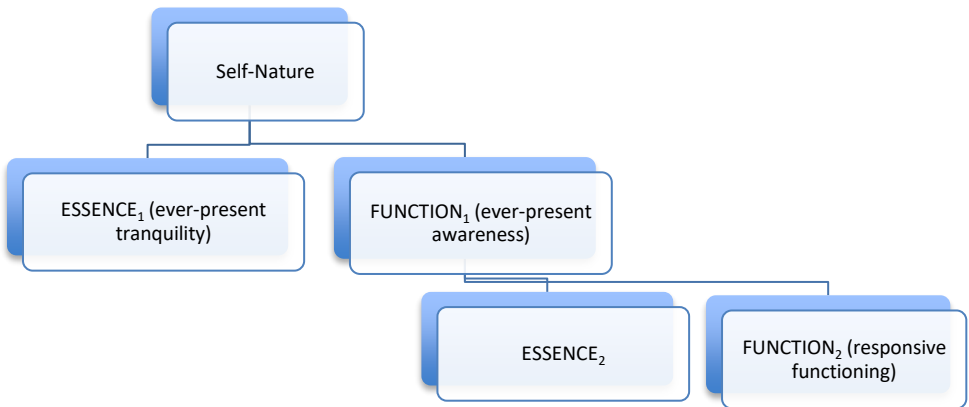 Self-Nature
ESSENCE₁ (ever-present
tranquility)
FUNCTION₁ (ever-present
awareness)
ESSENCE₂
FUNCTION₂ (responsive
functioning)